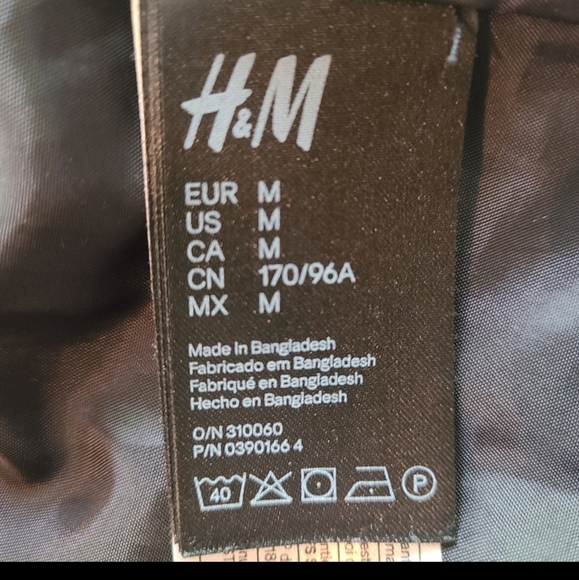 H&M
EUR M
US M
CA M
CN 170/96A
MX M
Made in Bangladesh
Fabricado em Bangladesh
Fabriqué en Bangladesh
Hecho en Bangladesh
O/N 310060
P/N 0390166 4
40 P